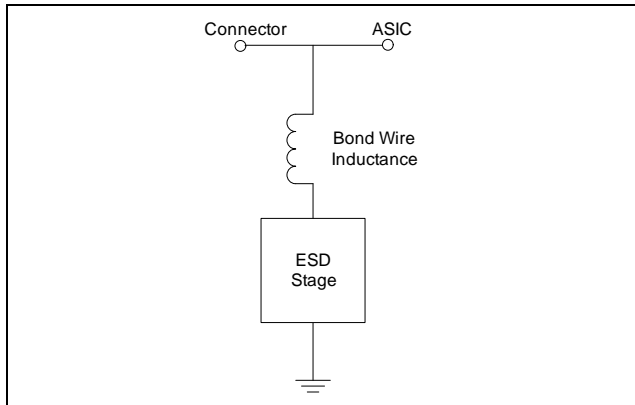 Connector
ASIC
Bond Wire
Inductance
ESD
Stage